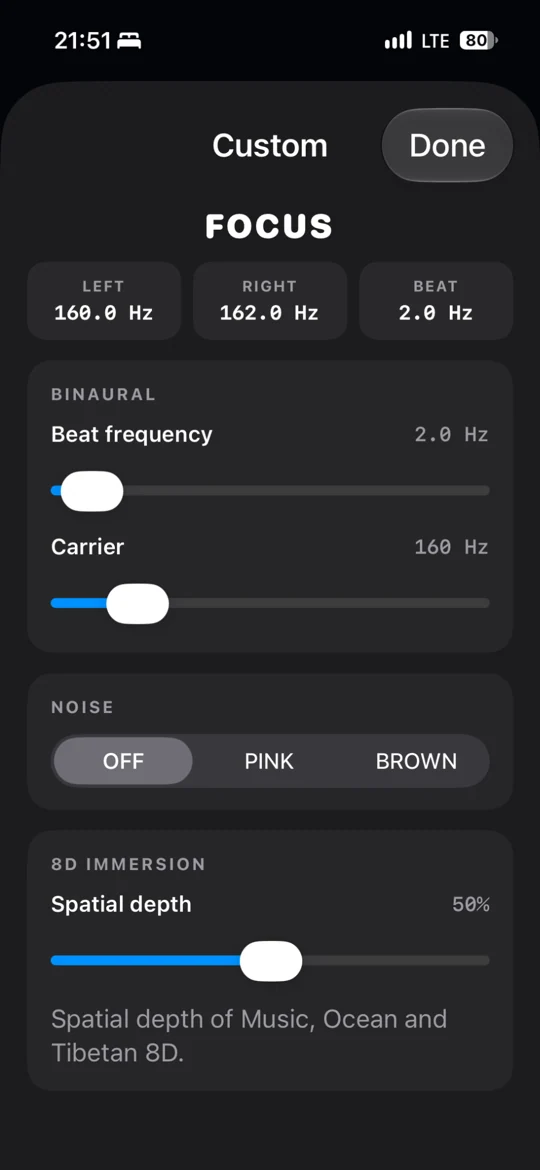 21:51 LTE 80
Custom Done
FOCUS
LEFT RIGHT BEAT
160.0 Hz 162.0 Hz 2.0 Hz
BINAURAL
Beat frequency 2.0 Hz
Carrier 160 Hz
NOISE
OFF PINK BROWN
8D IMMERSION
Spatial depth 50%
Spatial depth of Music, Ocean and
Tibetan 8D.